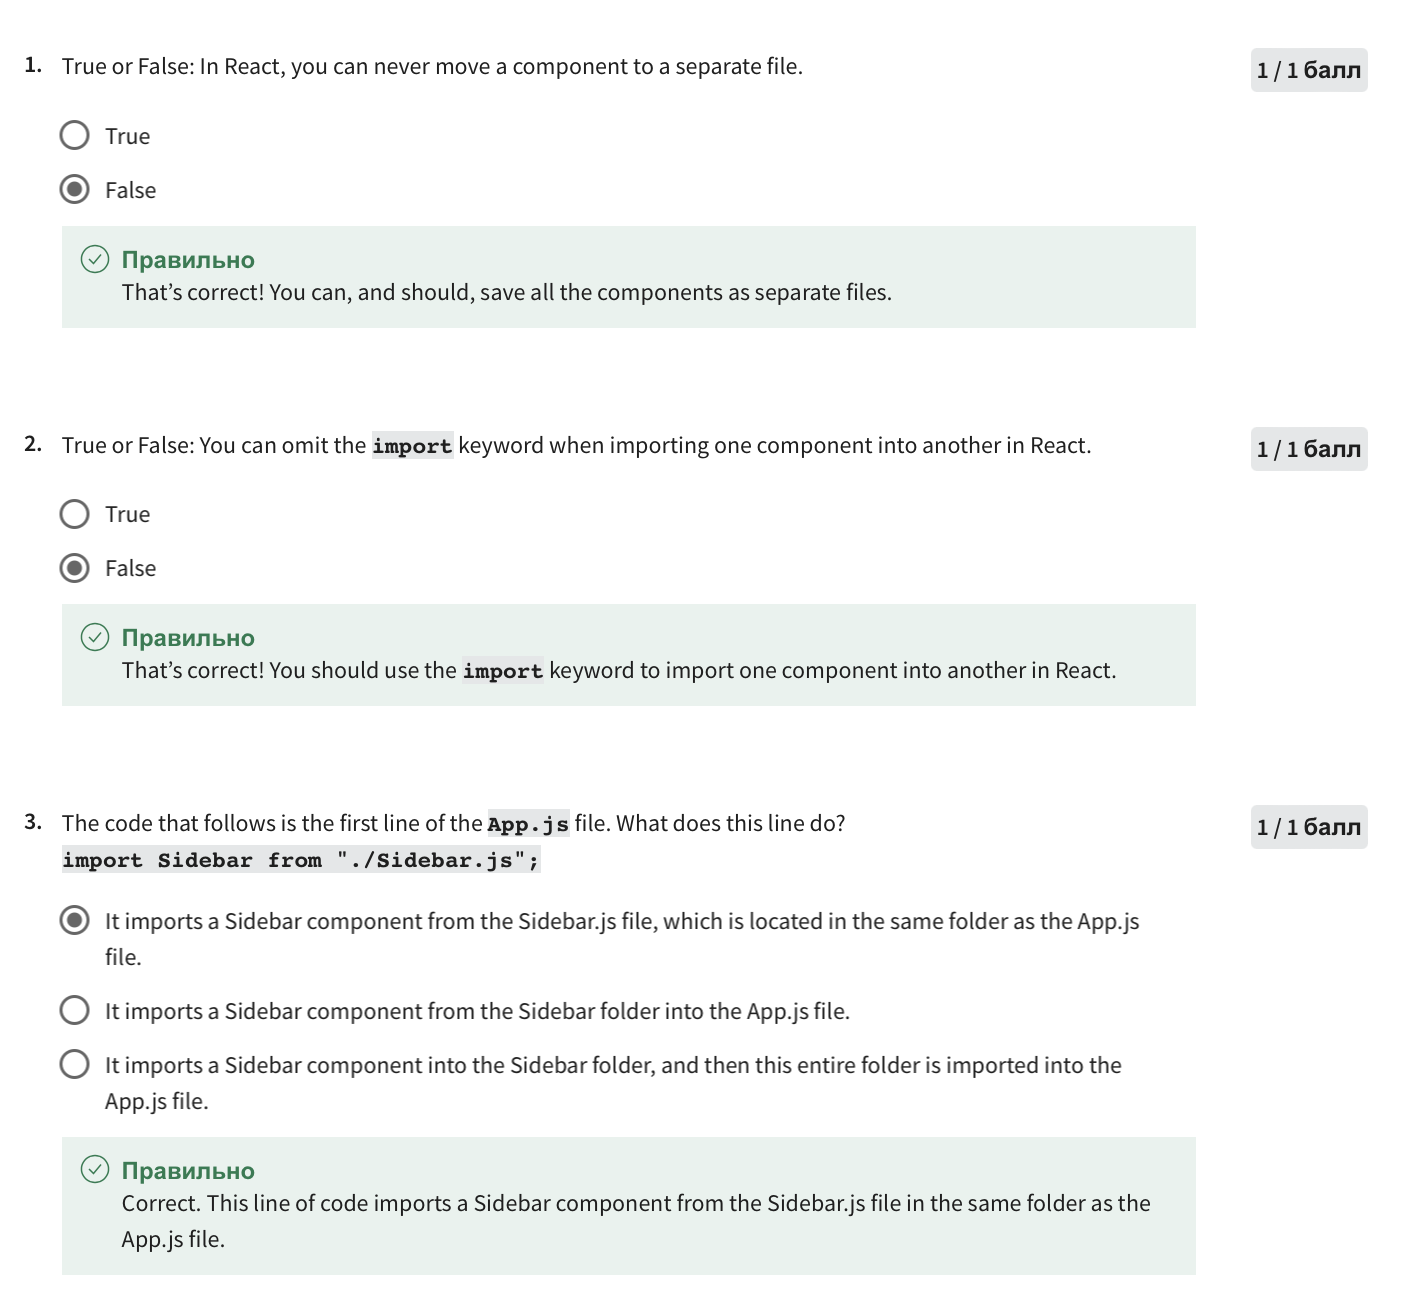 1. True or False: In React, you can never move a component to a separate file.
1 / 1 балл
True
False
Правильно
That’s correct! You can, and should, save all the components as separate files.
2. True or False: You can omit the import keyword when importing one component into another in React.
1 / 1 балл
True
False
Правильно
That’s correct! You should use the import keyword to import one component into another in React.
3. The code that follows is the first line of the App.js file. What does this line do?
1 / 1 балл
import Sidebar from "./Sidebar.js";
It imports a Sidebar component from the Sidebar.js file, which is located in the same folder as the App.js
file.
It imports a Sidebar component from the Sidebar folder into the App.js file.
It imports a Sidebar component into the Sidebar folder, and then this entire folder is imported into the
App.js file.
Правильно
Correct. This line of code imports a Sidebar component from the Sidebar.js file in the same folder as the
App.js file.